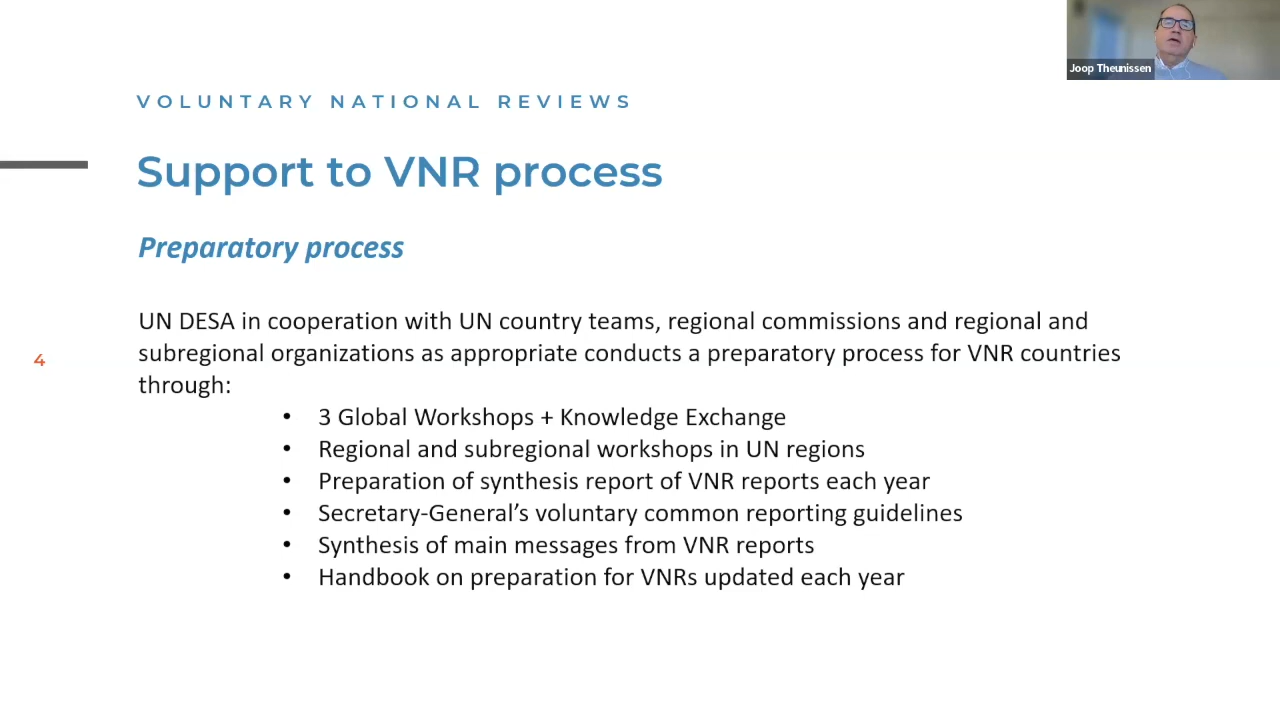 Joop Theunissen
VOLUNTARY NATIONAL REVIEWS
Support to VNR process
Preparatory process
UN DESA in cooperation with UN country teams, regional commissions and regional and
subregional organizations as appropriate conducts a preparatory process for VNR countries
through:
• 3 Global Workshops + Knowledge Exchange
• Regional and subregional workshops in UN regions
• Preparation of synthesis report of VNR reports each year
• Secretary-General’s voluntary common reporting guidelines
• Synthesis of main messages from VNR reports
• Handbook on preparation for VNRs updated each year
4